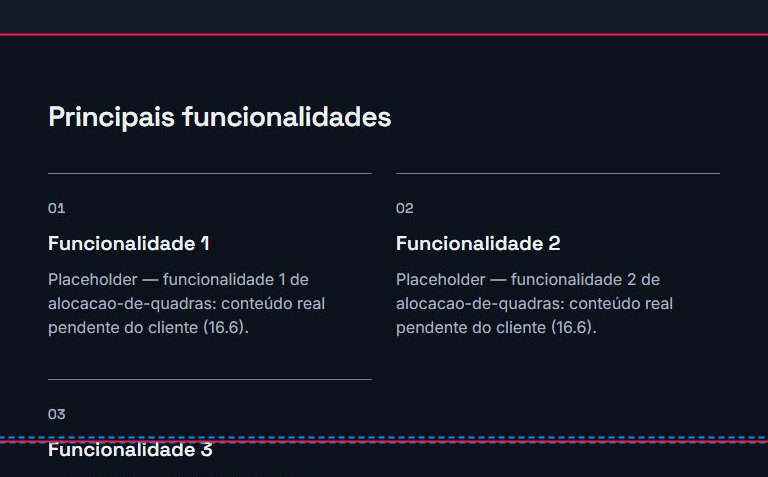 Principais funcionalidades
01
Funcionalidade 1
Placeholder — funcionalidade 1 de
alocacao-de-quadras: conteúdo real
pendente do cliente (16.6).
02
Funcionalidade 2
Placeholder — funcionalidade 2 de
alocacao-de-quadras: conteúdo real
pendente do cliente (16.6).
03
Funcionalidade 3